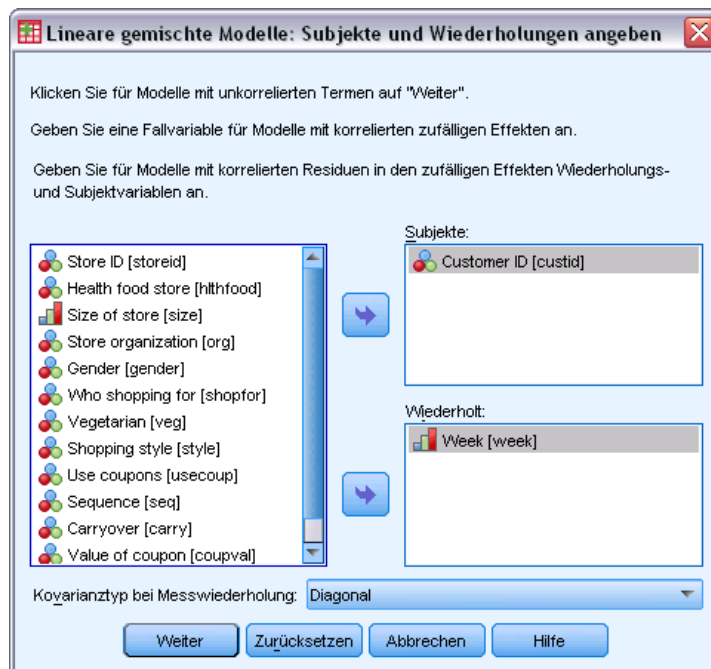 Lineare gemischte Modelle: Subjekte und Wiederholungen angeben
Klicken Sie für Modelle mit unkorrelierten Termen auf "Weiter".
Geben Sie eine Fallvariable für Modelle mit korrelierten zufälligen Effekten an.
Geben Sie für Modelle mit korrelierten Residuen in den zufälligen Effekten Wiederholungs-
und Subjektvariablen an.
Store ID [storeid]
Health food store [hlthfood]
Size of store [size]
Store organization [org]
Gender [gender]
Who shopping for [shopfor]
Vegetarian [veg]
Shopping style [style]
Use coupons [usecoup]
Sequence [seq]
Carryover [carry]
Value of coupon [coupval]
Subjekte:
Customer ID [custid]
Wiederholt:
Week [week]
Kovarianztyp bei Messwiederholung: Diagonal
Weiter Zurücksetzen Abbrechen Hilfe